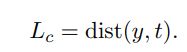 L_c = dist(y, t).